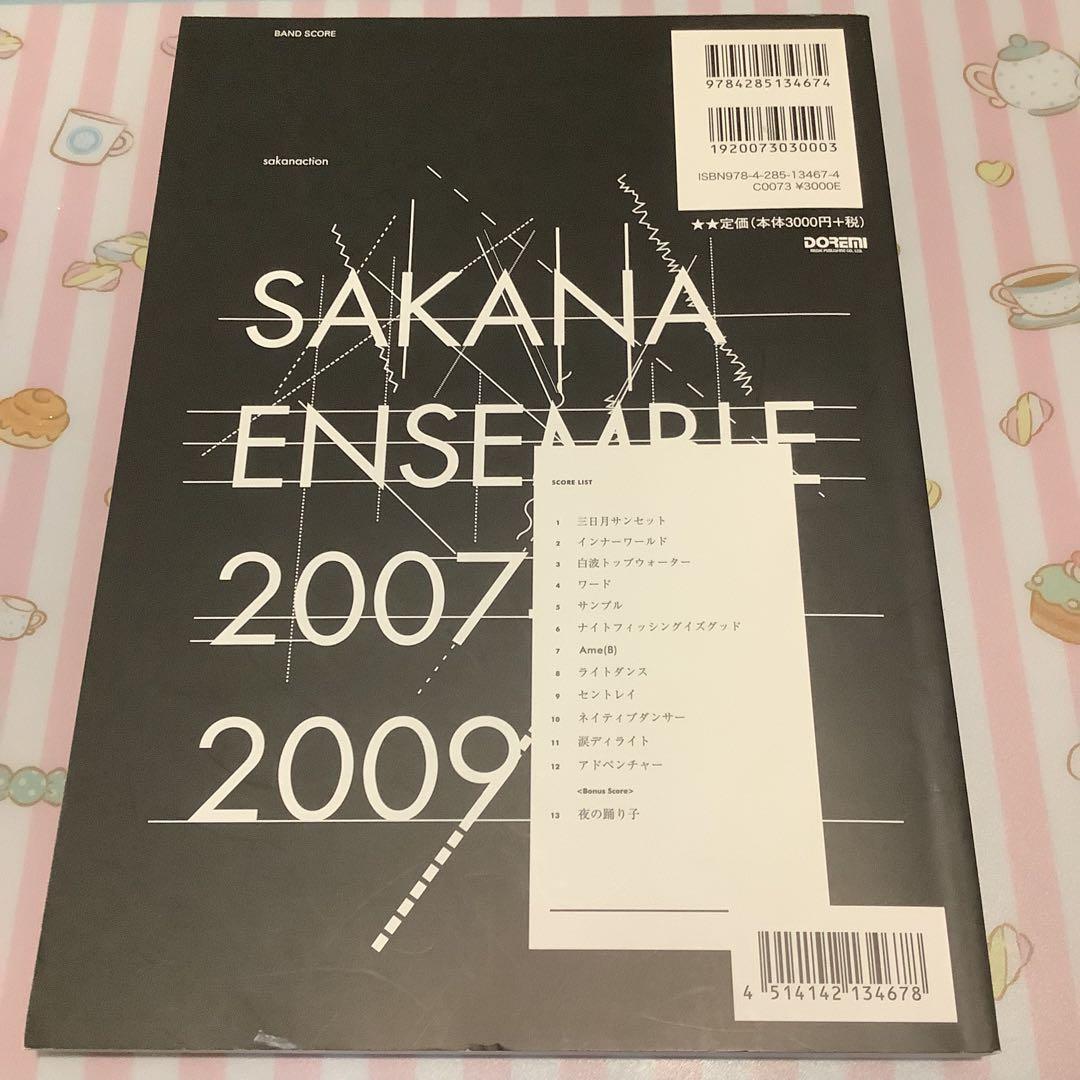 BAND SCORE
9784285134674
1920073030003
ISBN978-4-285-13467-4
C0073 ¥3000E
★★定価(本体3000円+税)
DOREMI
MUSIC PUBLISHING CO., LTD.
sakanaction
SAKANA
ENSEMBLE
2007-
2009
SCORE LIST
1 三日月サンセット
2 インナーワールド
3 白波トップウォーター
4 ワード
5 サンプル
6 ナイトフィッシングイズグッド
7 Ame(B)
8 ライトダンス
9 セントレイ
10 ネイティブダンサー
11 涙ディライト
12 アドベンチャー
<Bonus Score>
13 夜の踊り子
4 514142 134678